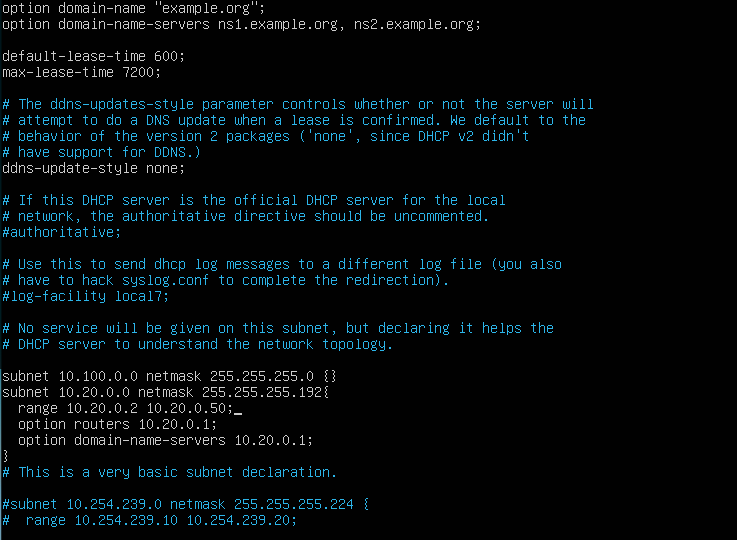 option domain-name "example.org";
option domain-name-servers ns1.example.org, ns2.example.org;

default-lease-time 600;
max-lease-time 7200;

# The ddns-updates-style parameter controls whether or not the server will
# attempt to do a DNS update when a lease is confirmed. We default to the
# behavior of the version 2 packages ('none', since DHCP v2 didn't
# have support for DDNS.)
ddns-update-style none;

# If this DHCP server is the official DHCP server for the local
# network, the authoritative directive should be uncommented.
#authoritative;

# Use this to send dhcp log messages to a different log file (you also
# have to hack syslog.conf to complete the redirection).
#log-facility local7;

# No service will be given on this subnet, but declaring it helps the
# DHCP server to understand the network topology.

subnet 10.100.0.0 netmask 255.255.255.0 {}
subnet 10.20.0.0 netmask 255.255.255.192{
  range 10.20.0.2 10.20.0.50;_
  option routers 10.20.0.1;
  option domain-name-servers 10.20.0.1;
}
# This is a very basic subnet declaration.

#subnet 10.254.239.0 netmask 255.255.255.224 {
#  range 10.254.239.10 10.254.239.20;